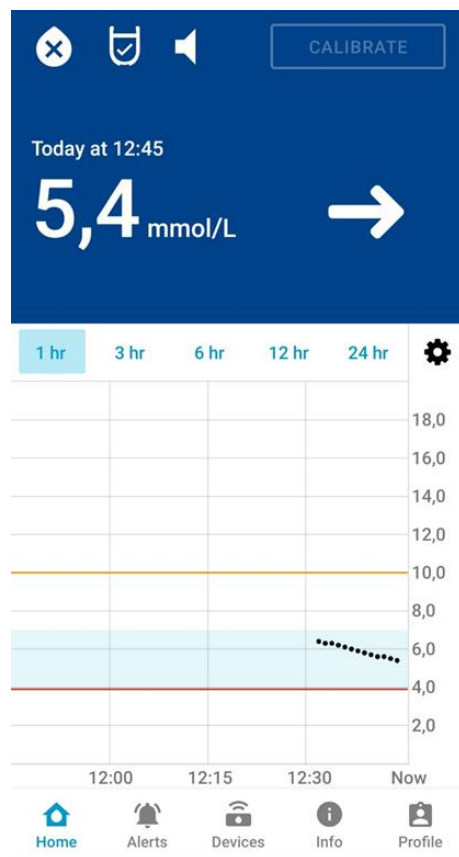 CALIBRATE
Today at 12:45
5,4 mmol/L
1 hr 3 hr 6 hr 12 hr 24 hr
18,0
16,0
14,0
12,0
10,0
8,0
6,0
4,0
2,0
12:00 12:15 12:30 Now
Home Alerts Devices Info Profile